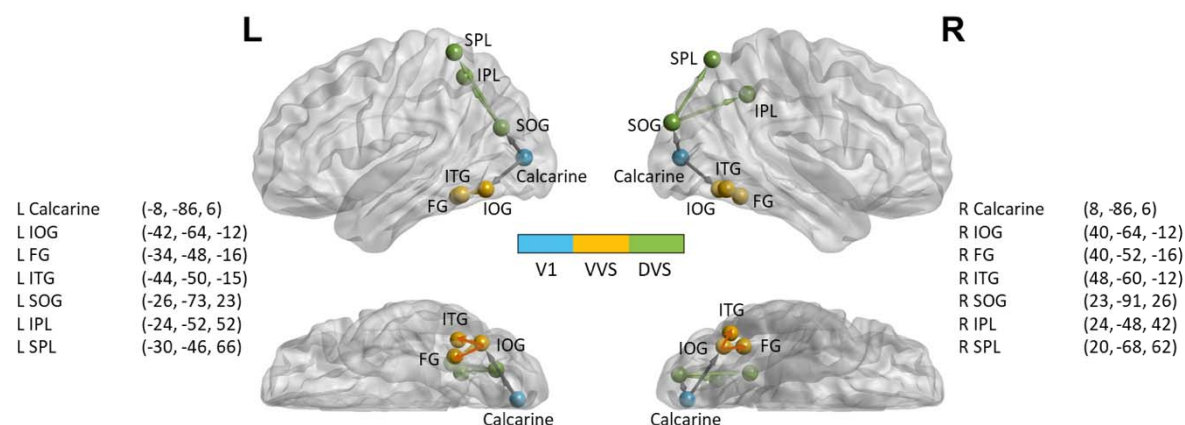 L
R
SPL
IPL
SOG
Calcarine
ITG
FG
IOG
SPL
IPL
SOG
Calcarine
ITG
IOG
FG
L Calcarine (-8, -86, 6)
L IOG (-42, -64, -12)
L FG (-34, -48, -16)
L ITG (-44, -50, -15)
L SOG (-26, -73, 23)
L IPL (-24, -52, 52)
L SPL (-30, -46, 66)
V1 VVS DVS
R Calcarine (8, -86, 6)
R IOG (40, -64, -12)
R FG (40, -52, -16)
R ITG (48, -60, -12)
R SOG (23, -91, 26)
R IPL (24, -48, 42)
R SPL (20, -68, 62)
ITG
FG
IOG
Calcarine
ITG
IOG
FG
Calcarine